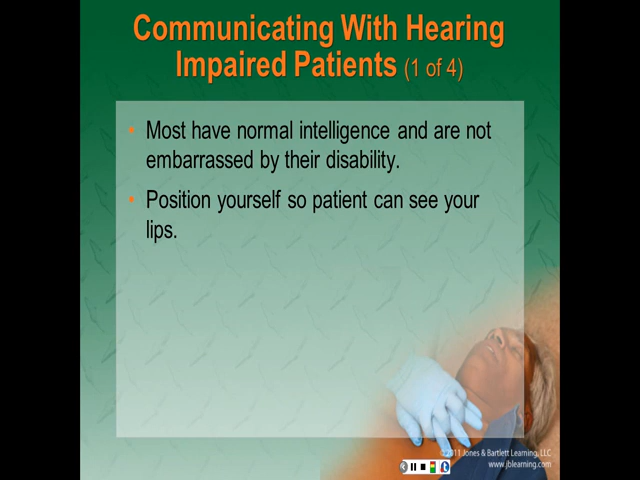 Communicating With Hearing
Impaired Patients (1 of 4)
• Most have normal intelligence and are not
embarrassed by their disability.
• Position yourself so patient can see your
lips.
© 2011 Jones & Bartlett Learning, LLC
www.jblearning.com